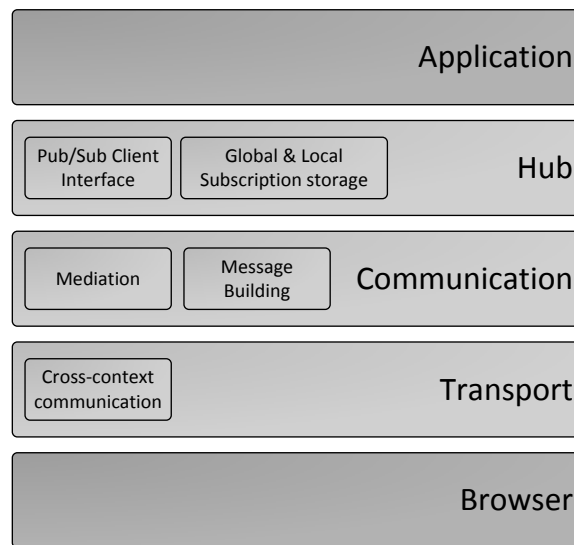 Application
Pub/Sub Client
Interface
Global & Local
Subscription storage
Hub
Mediation
Message
Building
Communication
Cross-context
communication
Transport
Browser